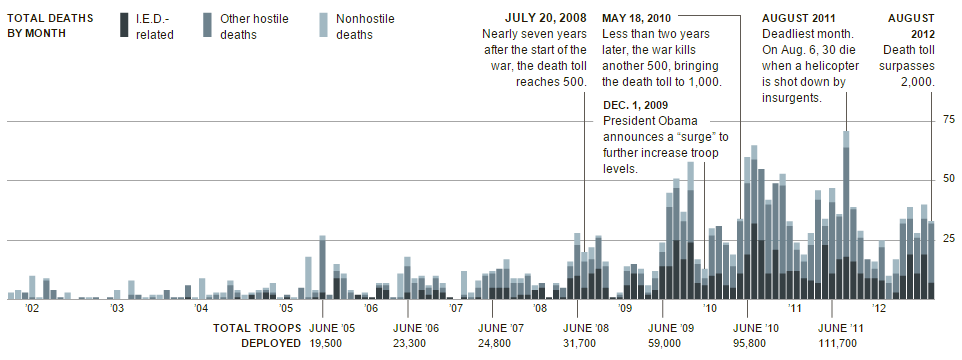 TOTAL DEATHS
BY MONTH
I.E.D.-
related
Other hostile
deaths
Nonhostile
deaths
JULY 20, 2008
Nearly seven years
after the start of the
war, the death toll
reaches 500.
MAY 18, 2010
Less than two years
later, the war kills
another 500, bringing
the death toll to 1,000.
DEC. 1, 2009
President Obama
announces a “surge” to
further increase troop
levels.
AUGUST 2011
Deadliest month.
On Aug. 6, 30 die
when a helicopter
is shot down by
insurgents.
AUGUST
2012
Death toll
surpasses
2,000.
75
50
25
’02 ’03 ’04 ’05 ’06 ’07 ’08 ’09 ’10 ’11 ’12
TOTAL TROOPS JUNE ’05 JUNE ’06 JUNE ’07 JUNE ’08 JUNE ’09 JUNE ’10 JUNE ’11
DEPLOYED 19,500 23,300 24,800 31,700 59,000 95,800 111,700